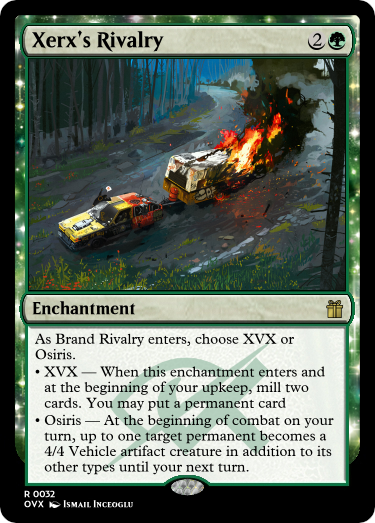 Xerx's Rivalry 2
Enchantment
As Brand Rivalry enters, choose XVX or
Osiris.
• XVX — When this enchantment enters and
at the beginning of your upkeep, mill two
cards. You may put a permanent card
• Osiris — At the beginning of combat on your
turn, up to one target permanent becomes a
4/4 Vehicle artifact creature in addition to its
other types until your next turn.
R 0032
OVX Ismail Inceoglu